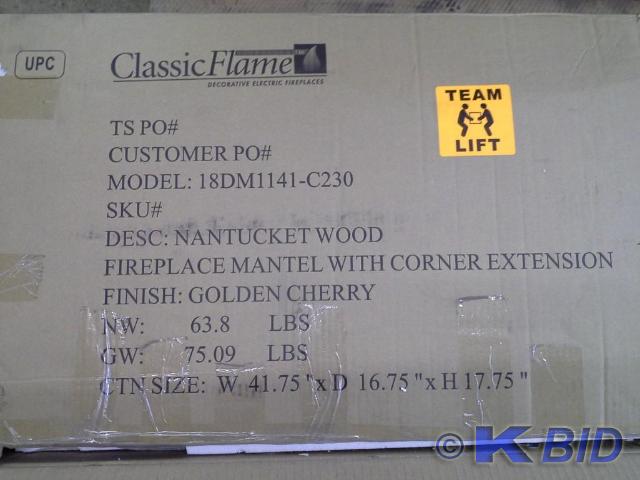 UPC
ClassicFlame
DECORATIVE ELECTRIC FIREPLACES
TEAM
LIFT
TS PO#
CUSTOMER PO#
MODEL: 18DM1141-C230
SKU#
DESC: NANTUCKET WOOD
FIREPLACE MANTEL WITH CORNER EXTENSION
FINISH: GOLDEN CHERRY
NW: 63.8 LBS
GW: 75.09 LBS
CTN SIZE: W 41.75"x D 16.75"x H 17.75"
© K-BID